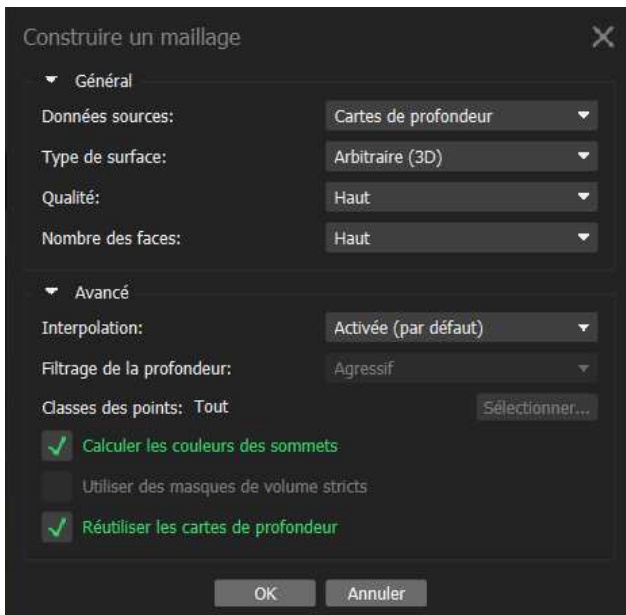 Construire un maillage
Général
Données sources: Cartes de profondeur
Type de surface: Arbitraire (3D)
Qualité: Haut
Nombre des faces: Haut
Avancé
Interpolation: Activée (par défaut)
Filtrage de la profondeur: Agressif
Classes des points: Tout Sélectionner...
Calculer les couleurs des sommets
Utiliser des masques de volume stricts
Réutiliser les cartes de profondeur
OK Annuler